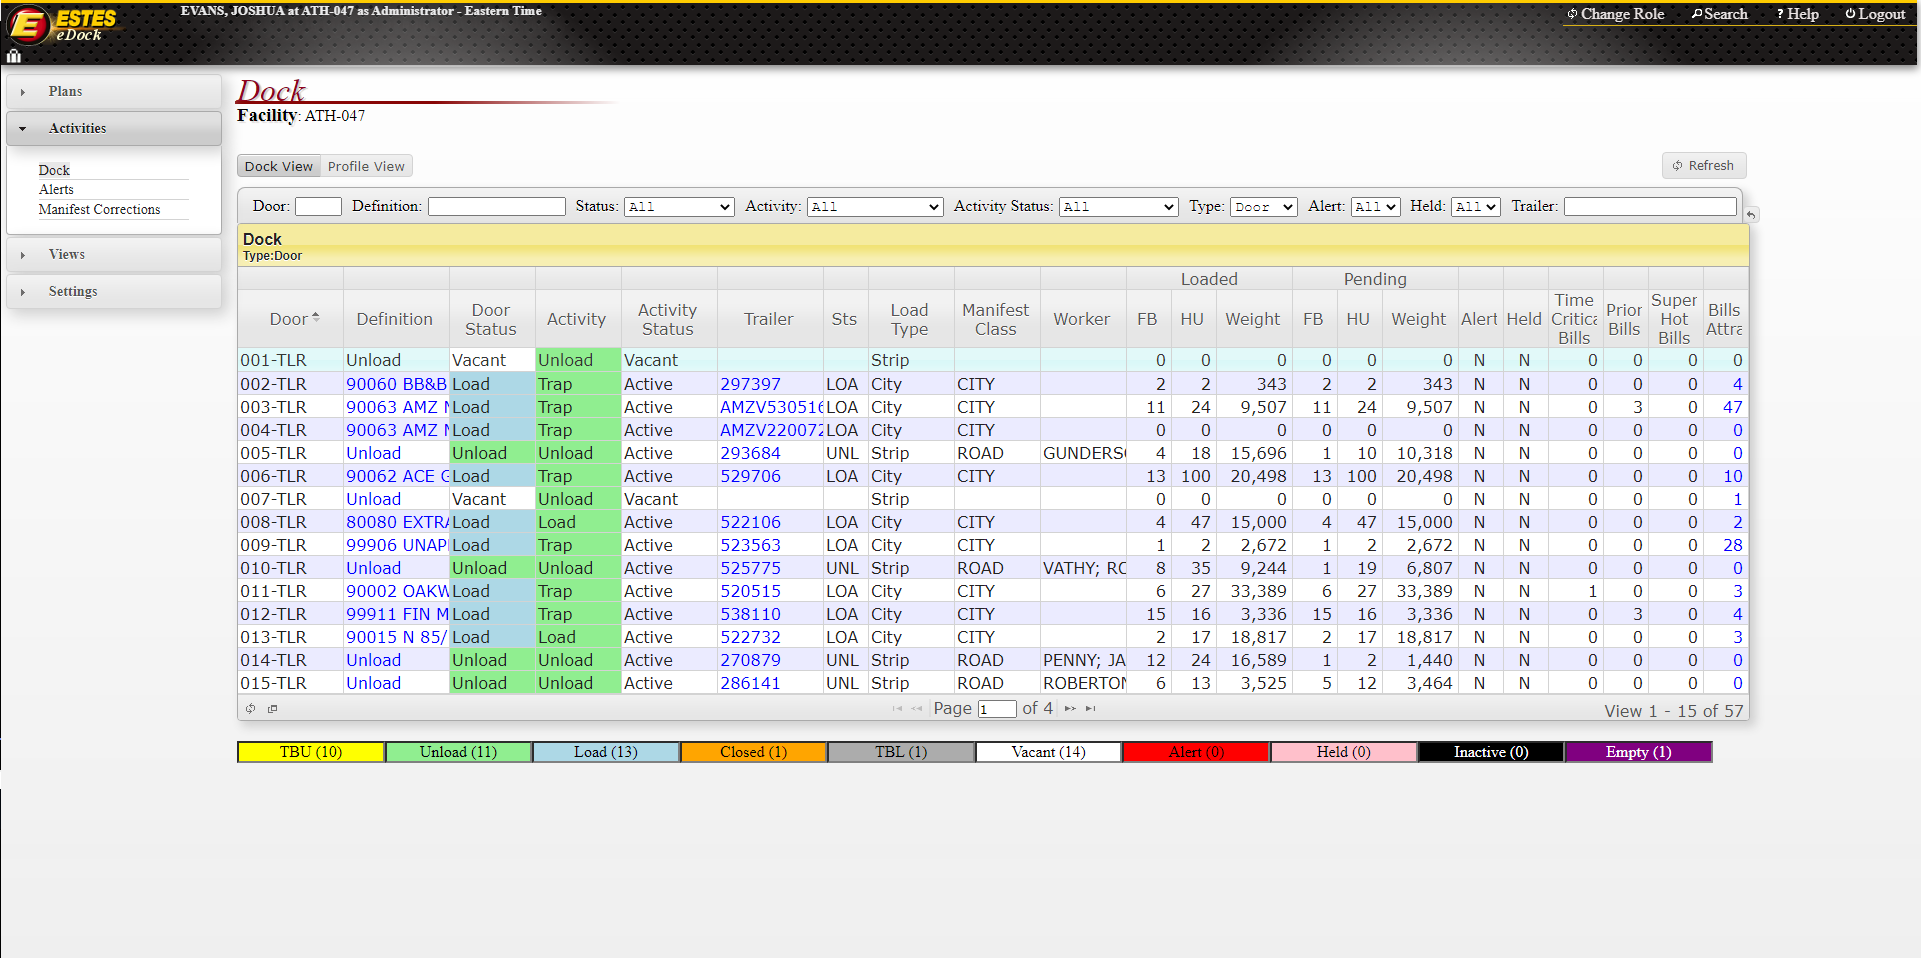 ESTES
eDock
EVANS, JOSHUA at ATH-047 as Administrator - Eastern Time
Change Role Search ? Help Logout
Plans
Activities
Dock
Alerts
Manifest Corrections
Views
Settings
Dock
Facility: ATH-047
Dock View Profile View Refresh
Door: Definition: Status: All Activity: All Activity Status: All Type: Door Alert: All Held: All Trailer:
Dock
Type:Door
Loaded Pending
Door Definition Door Status Activity Activity Status Trailer Sts Load Type Manifest Class Worker FB HU Weight FB HU Weight Alert Held Time Critica Bills Prior Bills Super Hot Bills Bills Attra
001-TLR Unload Vacant Unload Vacant Strip 0 0 0 0 0 0 N N 0 0 0 0
002-TLR 90060 BB&B Load Trap Active 297397 LOA City CITY 2 2 343 2 2 343 N N 0 0 0 4
003-TLR 90063 AMZ Load Trap Active AMZV530516 LOA City CITY 11 24 9,507 11 24 9,507 N N 0 3 0 47
004-TLR 90063 AMZ Load Trap Active AMZV220072 LOA City CITY 0 0 0 0 0 0 N N 0 0 0 0
005-TLR Unload Unload Unload Active 293684 UNL Strip ROAD GUNDERS 4 18 15,696 1 10 10,318 N N 0 0 0 0
006-TLR 90062 ACE G Load Trap Active 529706 LOA City CITY 13 100 20,498 13 100 20,498 N N 0 0 0 10
007-TLR Unload Vacant Unload Vacant Strip 0 0 0 0 0 0 N N 0 0 0 1
008-TLR 80080 EXTRA Load Load Active 522106 LOA City CITY 4 47 15,000 4 47 15,000 N N 0 0 0 2
009-TLR 99906 UNAP Load Trap Active 523563 LOA City CITY 1 2 2,672 1 2 2,672 N N 0 0 0 28
010-TLR Unload Unload Unload Active 525775 UNL Strip ROAD VATHY; RO 8 35 9,244 1 19 6,807 N N 0 0 0 0
011-TLR 90002 OAKW Load Trap Active 520515 LOA City CITY 6 27 33,389 6 27 33,389 N N 1 0 0 3
012-TLR 99911 FIN M Load Trap Active 538110 LOA City CITY 15 16 3,336 15 16 3,336 N N 0 3 0 4
013-TLR 90015 N 85/ Load Load Active 522732 LOA City CITY 2 17 18,817 2 17 18,817 N N 0 0 0 3
014-TLR Unload Unload Unload Active 270879 UNL Strip ROAD PENNY; JA 12 24 16,589 1 2 1,440 N N 0 0 0 0
015-TLR Unload Unload Unload Active 286141 UNL Strip ROAD ROBERTON 6 13 3,525 5 12 3,464 N N 0 0 0 0
Page 1 of 4 View 1 - 15 of 57
TBU (10) Unload (11) Load (13) Closed (1) TBL (1) Vacant (14) Alert (0) Held (0) Inactive (0) Empty (1)